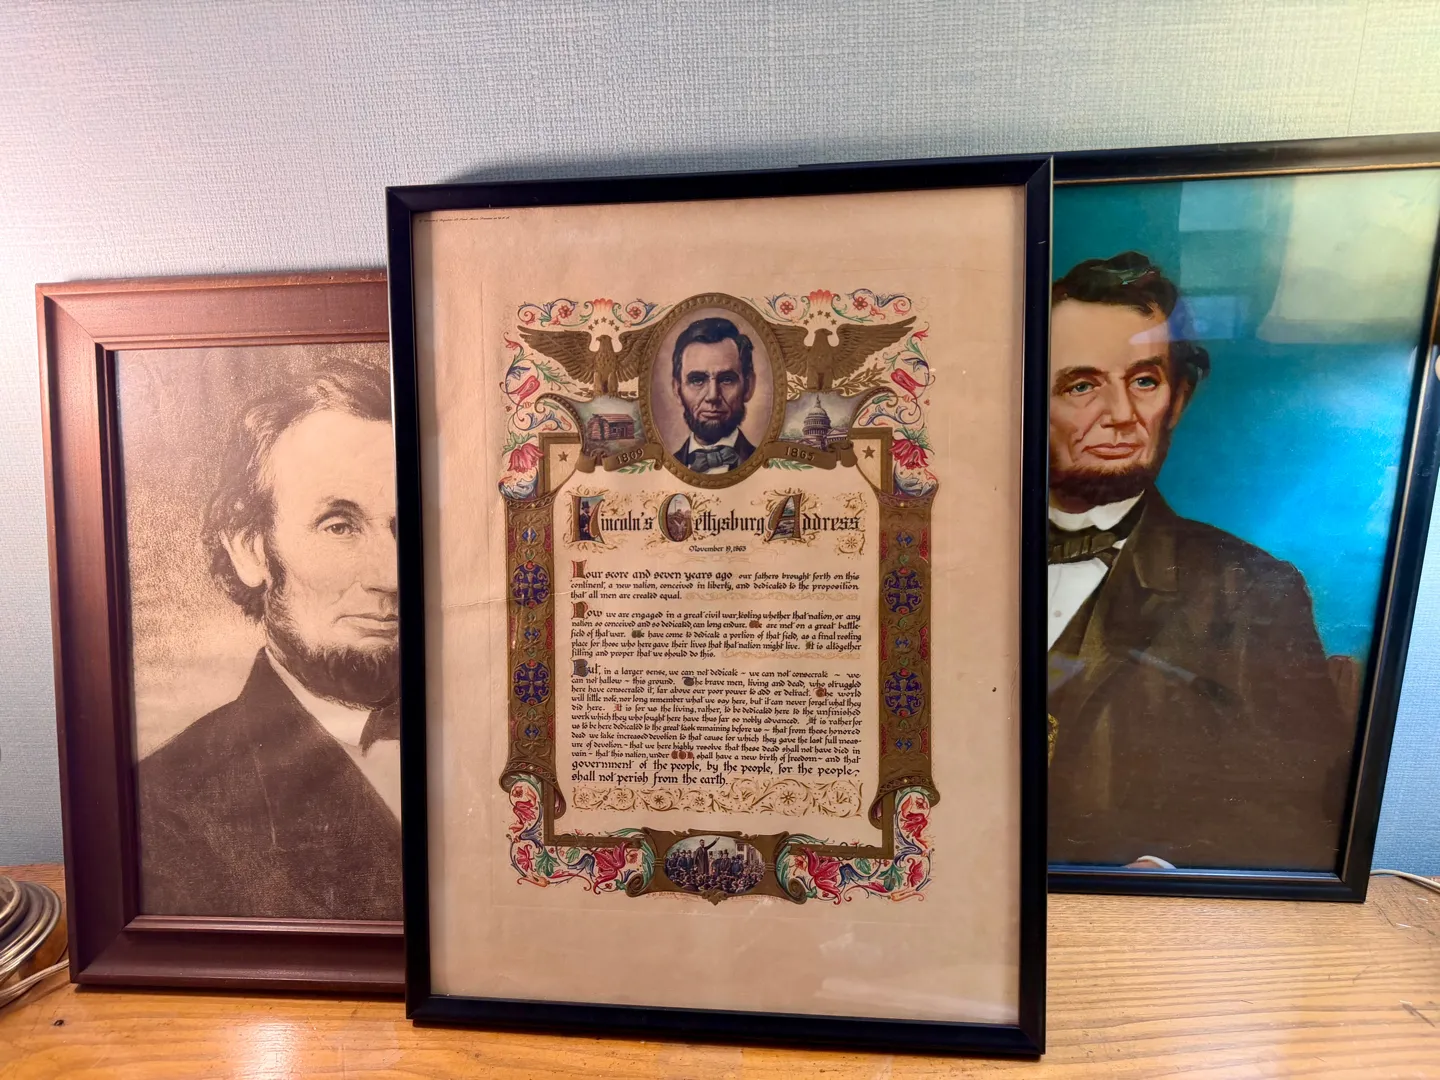 1809
1865
Lincoln's Gettysburg Address
November 19, 1863
Four score and seven years ago our fathers brought forth on this
continent, a new nation, conceived in liberty, and dedicated to the proposition
that all men are created equal.
Now we are engaged in a great civil war, testing whether that nation, or any
nation so conceived and so dedicated, can long endure. We are met on a great battle-
field of that war. We have come to dedicate a portion of that field, as a final resting
place for those who here gave their lives that that nation might live. It is altogether
fitting and proper that we should do this.
But, in a larger sense, we can not dedicate - we can not consecrate - we
can not hallow - this ground. The brave men, living and dead, who struggled
here have consecrated it, far above our poor power to add or detract. The world
will little note, nor long remember what we say here, but it can never forget what they
did here. It is for us the living, rather, to be dedicated here to the unfinished
work which they who fought here have thus far so nobly advanced. It is rather for
us to be here dedicated to the great task remaining before us - that from these honored
dead we take increased devotion to that cause for which they gave the last full meas-
ure of devotion - that we here highly resolve that these dead shall not have died in
vain - that this nation, under GOD, shall have a new birth of freedom - and that
government of the people, by the people, for the people,
shall not perish from the earth.